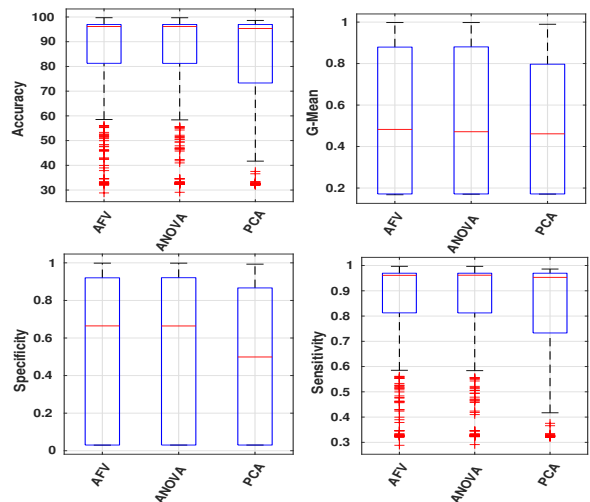 Accuracy
100
90
80
70
60
50
40
30
AFV
ANOVA
PCA
G-Mean
1
0.8
0.6
0.4
0.2
AFV
ANOVA
PCA
Specificity
1
0.8
0.6
0.4
0.2
0
AFV
ANOVA
PCA
Sensitivity
1
0.9
0.8
0.7
0.6
0.5
0.4
0.3
AFV
ANOVA
PCA